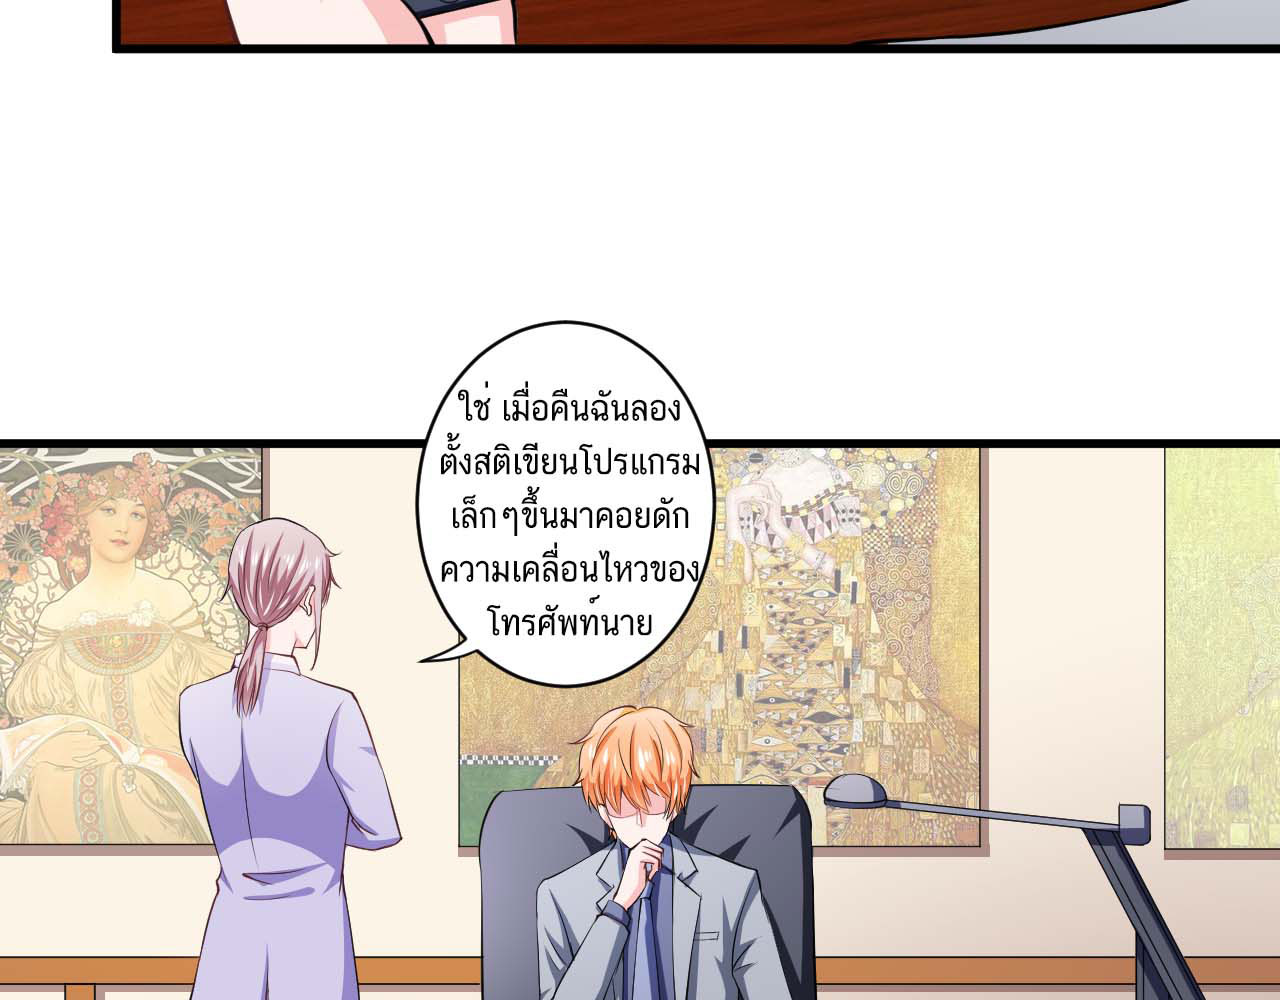 ใช่ เมื่อคืนฉันลอง
ตั้งสติเขียนโปรแกรม
เล็กๆขึ้นมาคอยดัก
ความเคลื่อนไหวของ
โทรศัพท์นาย